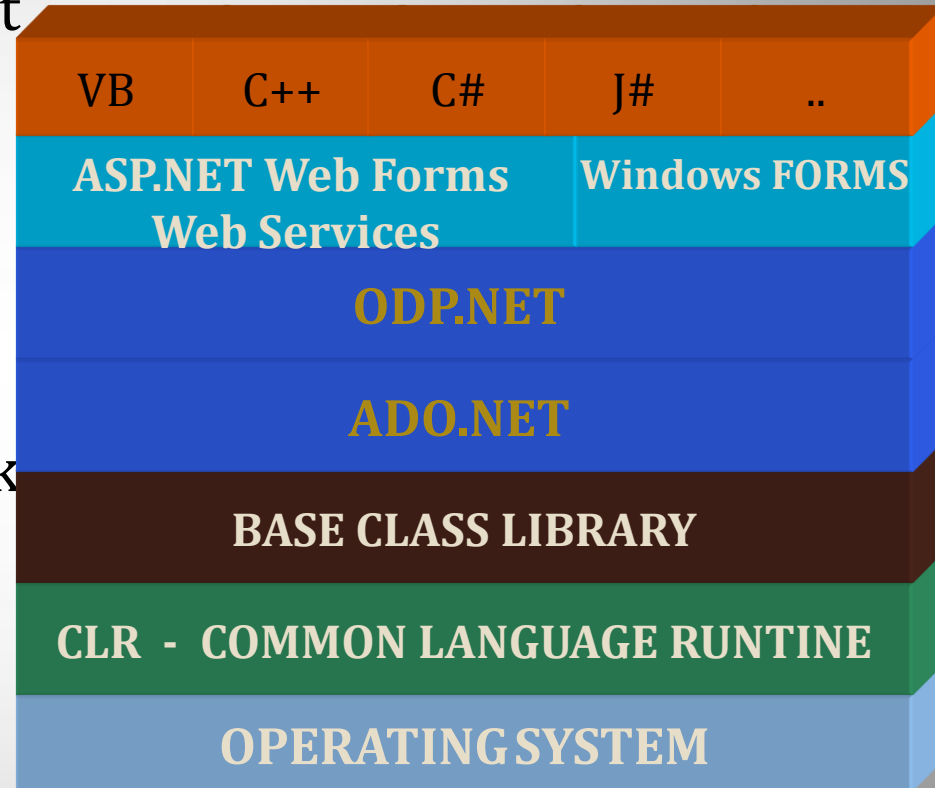 t
VB C++ C# J# ..
ASP.NET Web Forms Windows FORMS
Web Services
ODP.NET
ADO.NET
k
BASE CLASS LIBRARY
CLR - COMMON LANGUAGE RUNTINE
OPERATING SYSTEM